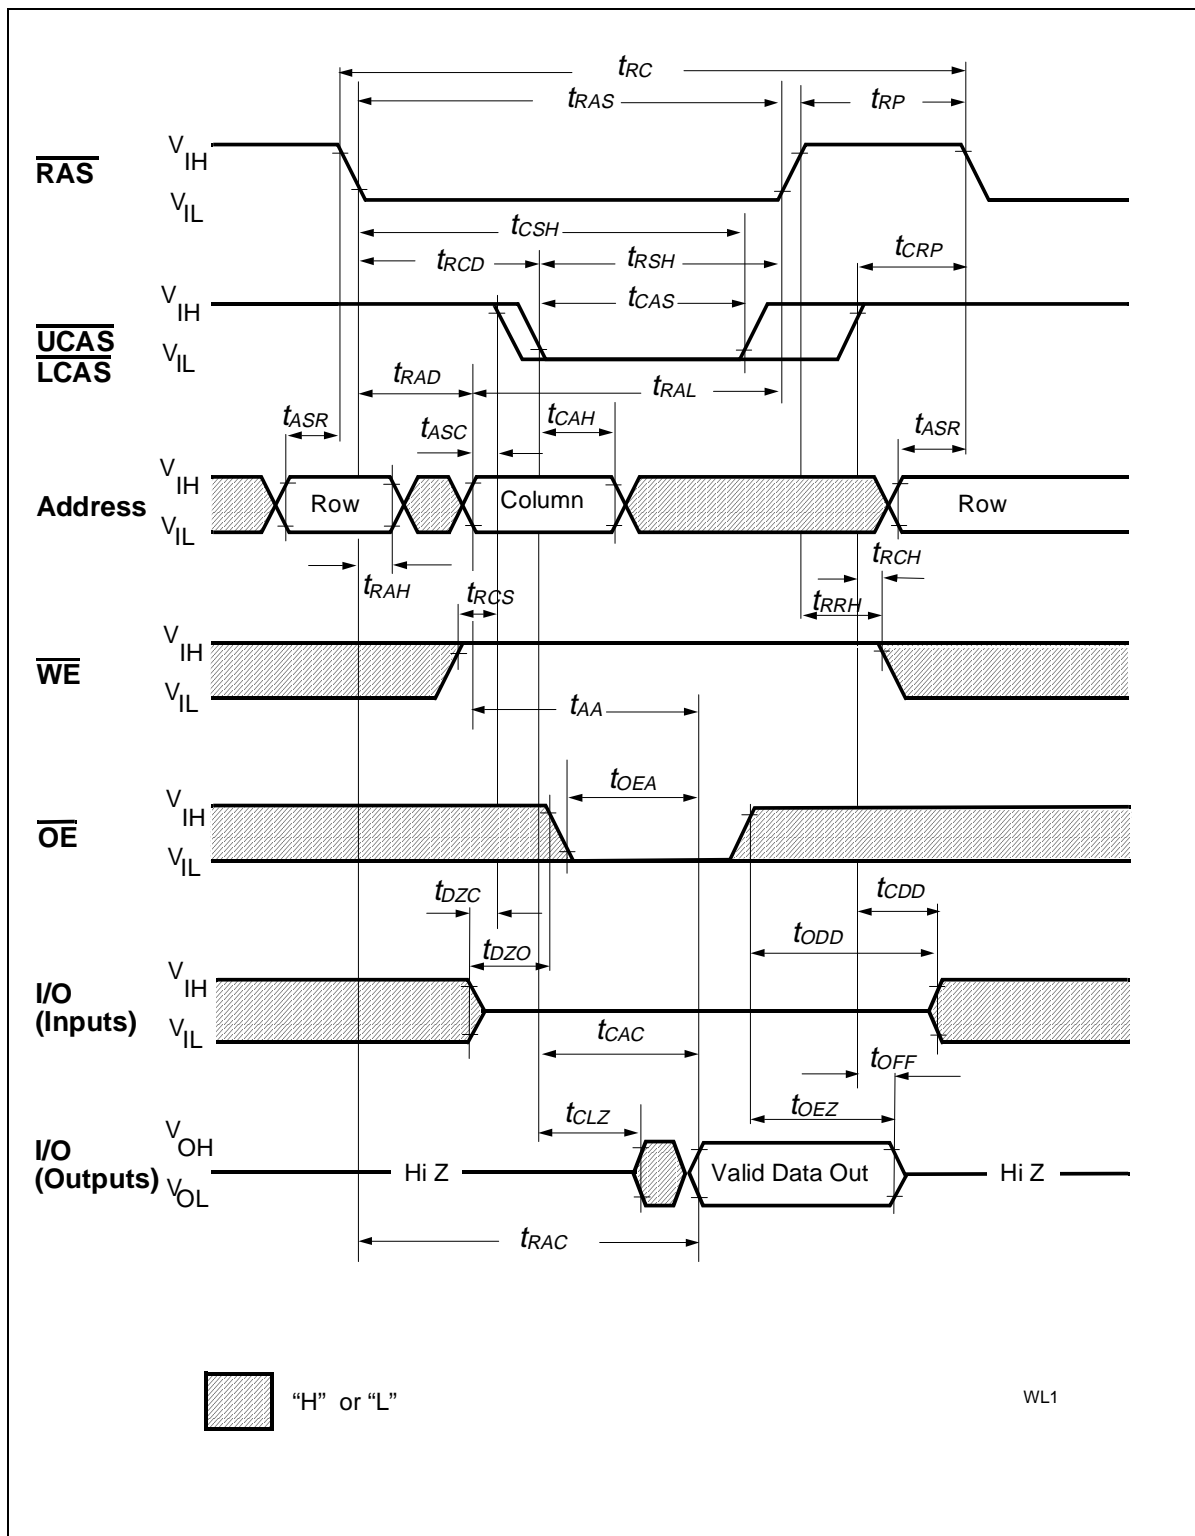 tRC
tRAS
tRP
RAS
VIH
VIL
tCSH
tRCD
tRSH
tCRP
tCAS
UCAS
LCAS
VIH
VIL
tRAD
tRAL
tASR
tASC
tCAH
tASR
Address
VIH
VIL
Row
Column
Row
tRAH
tRCS
tRCH
tRRH
WE
VIH
VIL
tAA
tOEA
OE
VIH
VIL
tDZC
tCDD
tDZO
tODD
I/O
(Inputs)
VIH
VIL
tCAC
tOFF
tCLZ
tOEZ
I/O
(Outputs)
VOH
VOL
Hi Z
Valid Data Out
Hi Z
tRAC
“H” or “L”
WL1